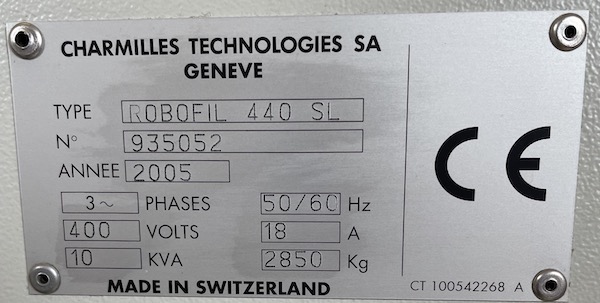 CHARMILLES TECHNOLOGIES SA
GENEVE
TYPE ROBOFIL 440 SL
N° 935052
ANNEE 2005
3~ PHASES 50/60 Hz
400 VOLTS 18 A
10 KVA 2850 Kg
MADE IN SWITZERLAND
CE
CT 100542268 A